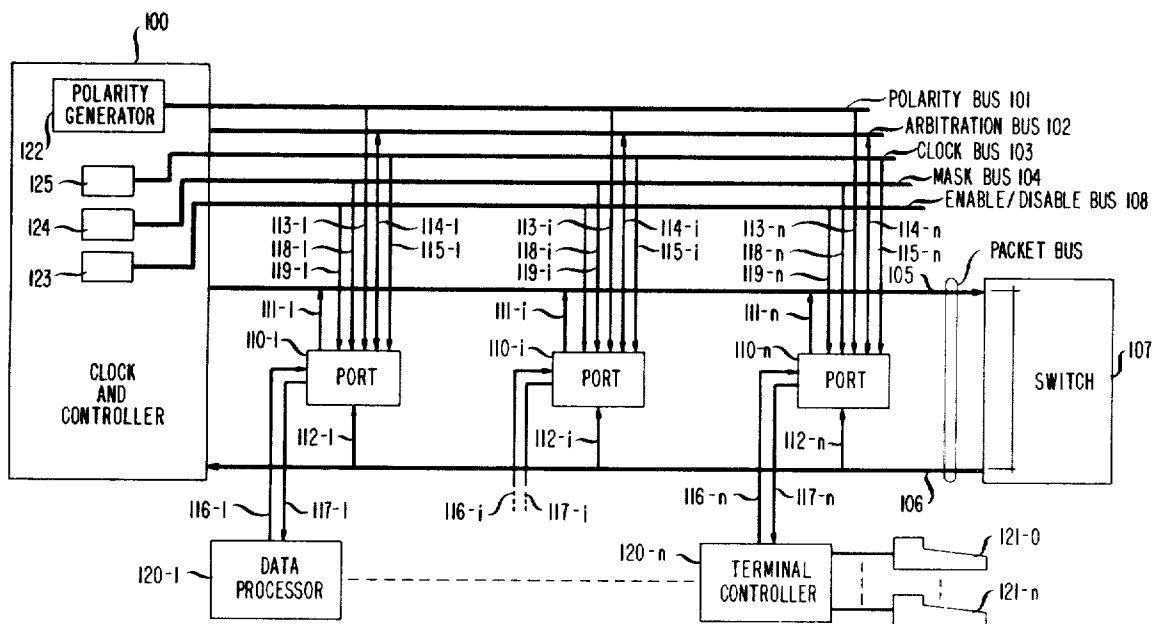 100
POLARITY
GENERATOR
122
125
124
123
CLOCK
AND
CONTROLLER
POLARITY BUS 101
ARBITRATION BUS 102
CLOCK BUS 103
MASK BUS 104
ENABLE/DISABLE BUS 108
113-1
118-1
119-1
114-1
115-1
113-i
118-i
119-i
114-i
115-i
113-n
118-n
119-n
114-n
115-n
105
PACKET
BUS
111-1
110-1
PORT
111-i
110-i
PORT
111-n
110-n
PORT
107
SWITCH
112-1
112-i
112-n
106
116-1
117-1
116-i
117-i
116-n
117-n
120-1
DATA
PROCESSOR
120-n
TERMINAL
CONTROLLER
121-0
121-n